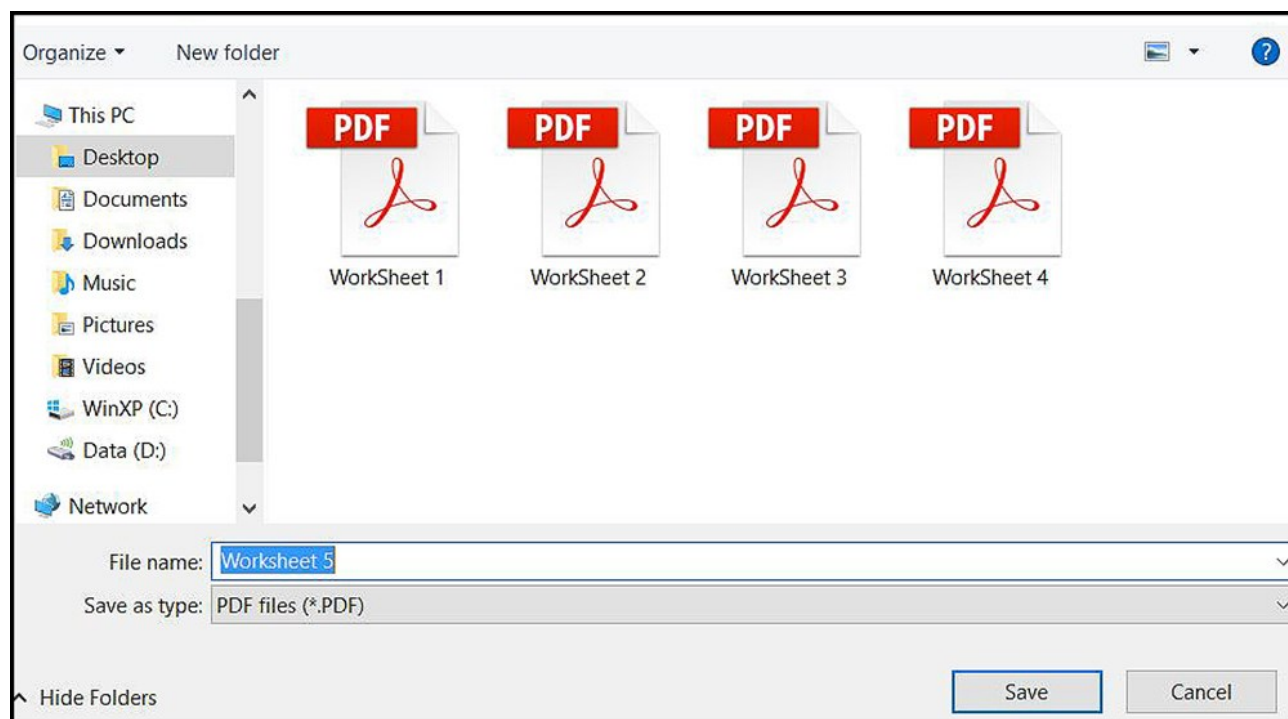 Organize New folder ?
This PC
Desktop
Documents
Downloads
Music
Pictures
Videos
WinXP (C:)
Data (D:)
Network
PDF PDF PDF PDF
WorkSheet 1 WorkSheet 2 WorkSheet 3 WorkSheet 4
File name: Worksheet 5
Save as type: PDF files (*.PDF)
Hide Folders Save Cancel